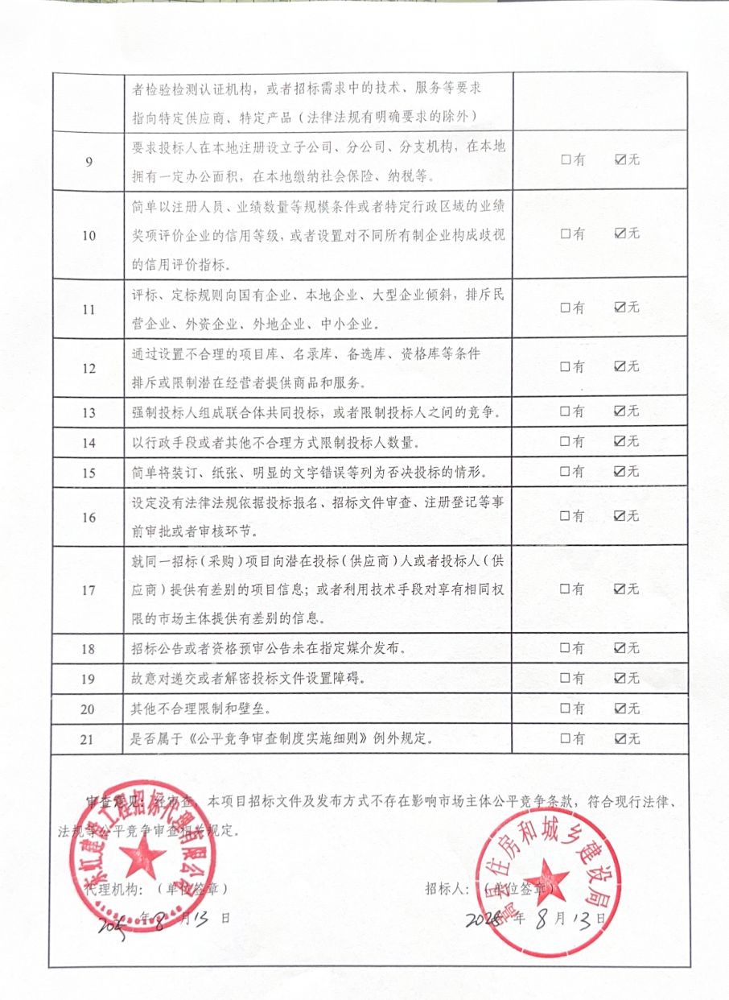 者检验检测认证机构，或者招标需求中的技术、服务等要求
指向特定供应商、特定产品（法律法规有明确要求的除外）
9
要求投标人在本地注册设立子公司、分公司、分支机构，在本地
拥有一定办公面积，在本地缴纳社会保险、纳税等。
☐有 ☑无
10
简单以注册人员、业绩数量等规模条件或者特定行政区域的业绩
奖项评价企业的信用等级，或者设置对不同所有制企业构成歧视
的信用评价指标。
☐有 ☑无
11
评标、定标规则向国有企业、本地企业、大型企业倾斜，排斥民
营企业、外资企业、外地企业、中小企业。
☐有 ☑无
12
通过设置不合理的项目库、名录库、备选库、资格库等条件
排斥或限制潜在经营者提供商品和服务。
☐有 ☑无
13
强制投标人组成联合体共同投标，或者限制投标人之间的竞争。
☐有 ☑无
14
以行政手段或者其他不合理方式限制投标人数量。
☐有 ☑无
15
简单将装订、纸张、明显的文字错误等列为否决投标的情形。
☐有 ☑无
16
设定没有法律法规依据投标报名、招标文件审查、注册登记等事
前审批或者审核环节。
☐有 ☑无
17
就同一招标（采购）项目向潜在投标（供应商）人或者投标人（供
应商）提供有差别的项目信息；或者利用技术手段对享有相同权
限的市场主体提供有差别的信息。
☐有 ☑无
18
招标公告或者资格预审公告未在指定媒介发布。
☐有 ☑无
19
故意对递交或者解密投标文件设置障碍。
☐有 ☑无
20
其他不合理限制和壁垒。
☐有 ☑无
21
是否属于《公平竞争审查制度实施细则》例外规定。
☐有 ☑无
审查意见：经审查，本项目招标文件及发布方式不存在影响市场主体公平竞争条款，符合现行法律、
法规等公平竞争审查相关规定。
虹建设工程招标代理有限公司
县住房和城乡建设局
代理机构：（单位签章）
招标人：（单位签章）
年8月13日
年8月13日